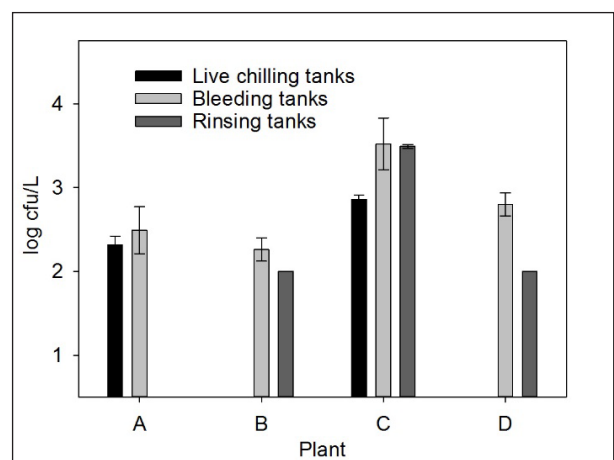 Live chilling tanks
Bleeding tanks
Rinsing tanks
4
3
2
1
log cfu/L
A B C D
Plant